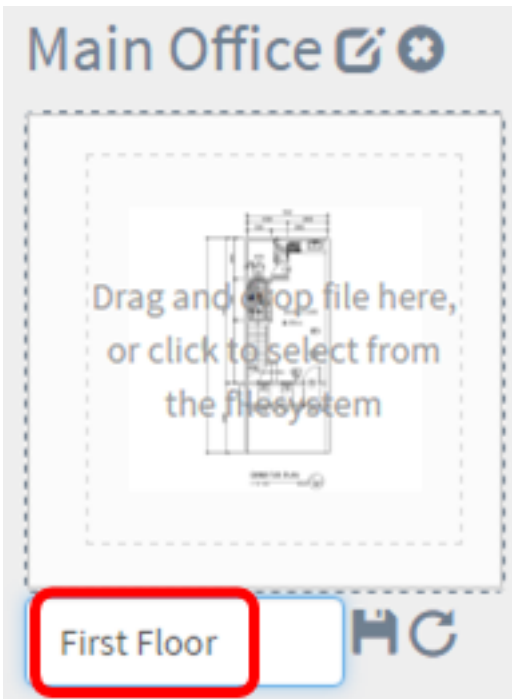 Main Office
Drag and drop file here,
or click to select from
the filesystem
First Floor